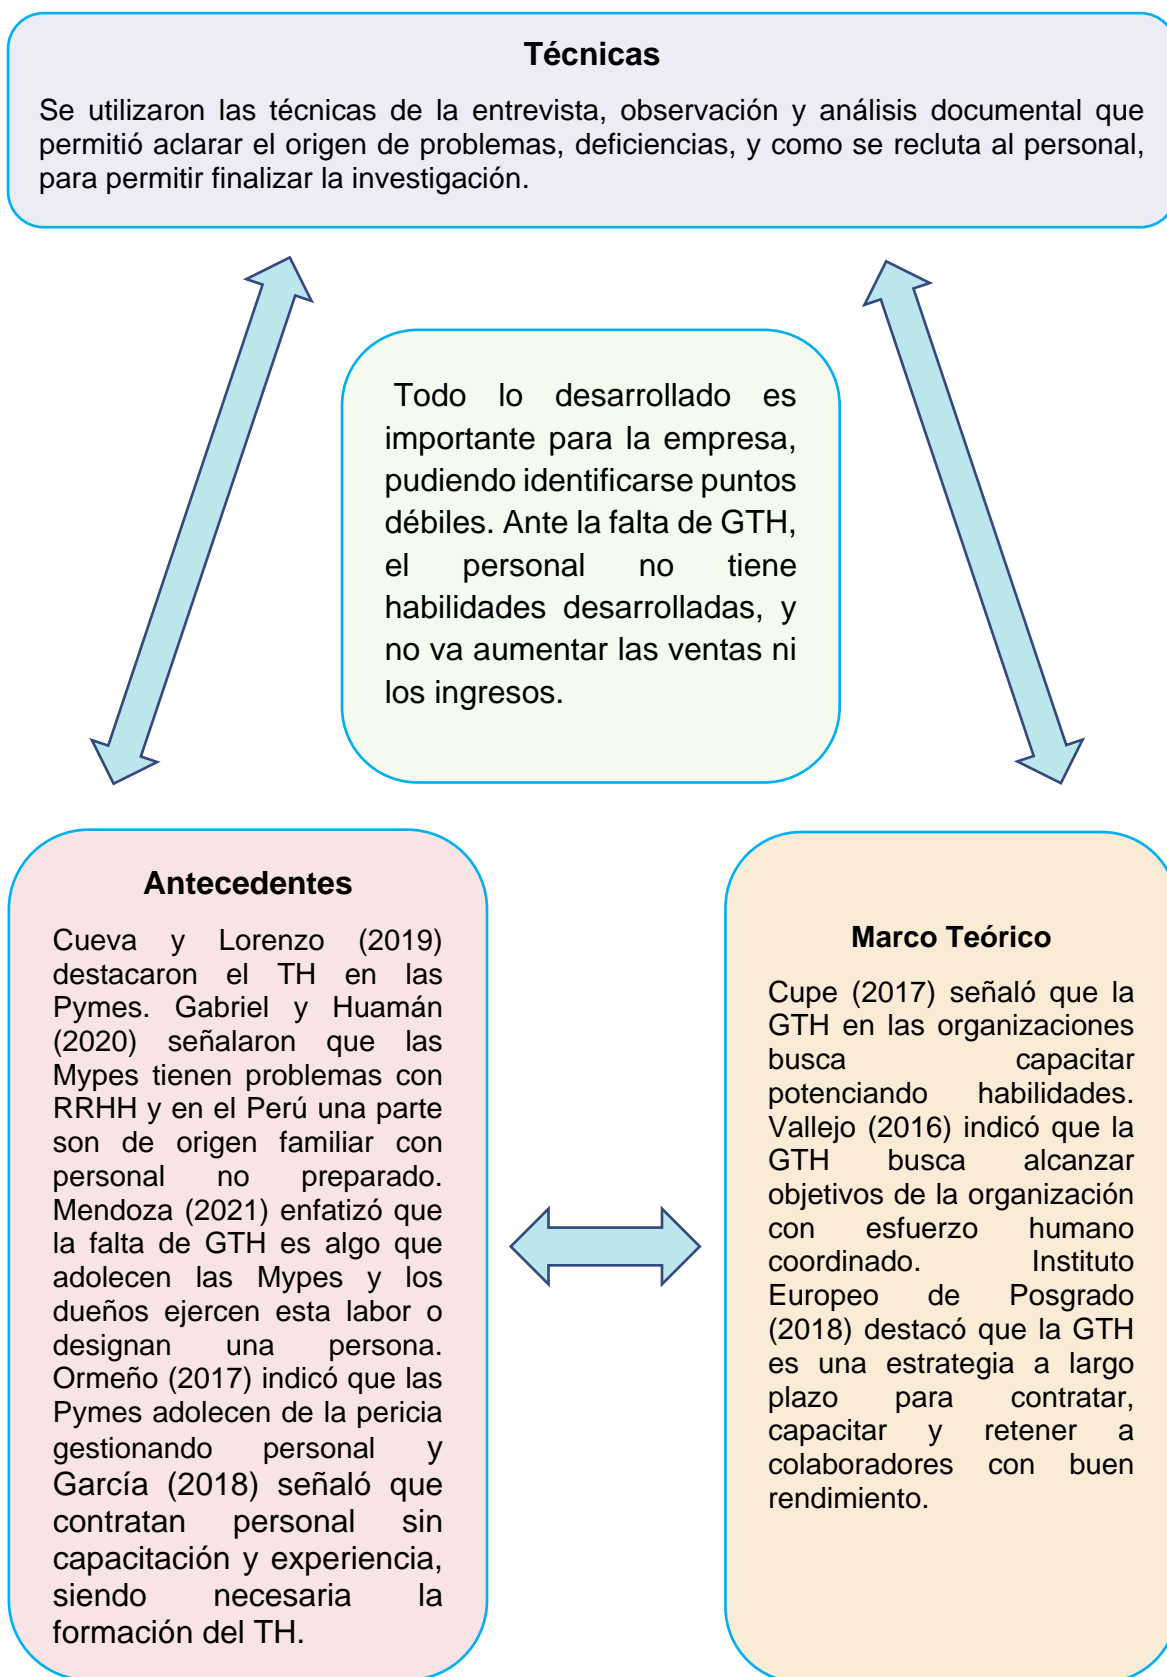 Técnicas
Se utilizaron las técnicas de la entrevista, observación y análisis documental que
permitió aclarar el origen de problemas, deficiencias, y como se recluta al personal,
para permitir finalizar la investigación.
Todo lo desarrollado es
importante para la empresa,
pudiendo identificarse puntos
débiles. Ante la falta de GTH,
el personal no tiene
habilidades desarrolladas, y
no va aumentar las ventas ni
los ingresos.
Antecedentes
Cueva y Lorenzo (2019)
destacaron el TH en las
Pymes. Gabriel y Huamán
(2020) señalaron que las
Mypes tienen problemas con
RRHH y en el Perú una parte
son de origen familiar con
personal no preparado.
Mendoza (2021) enfatizó que
la falta de GTH es algo que
adolecen las Mypes y los
dueños ejercen esta labor o
designan una persona.
Ormeño (2017) indicó que las
Pymes adolecen de la pericia
gestionando personal y
García (2018) señaló que
contratan personal sin
capacitación y experiencia,
siendo necesaria la
formación del TH.
Marco Teórico
Cupe (2017) señaló que la
GTH en las organizaciones
busca capacitar
potenciando habilidades.
Vallejo (2016) indicó que la
GTH busca alcanzar
objetivos de la organización
con esfuerzo humano
coordinado. Instituto
Europeo de Posgrado
(2018) destacó que la GTH
es una estrategia a largo
plazo para contratar,
capacitar y retener a
colaboradores con buen
rendimiento.